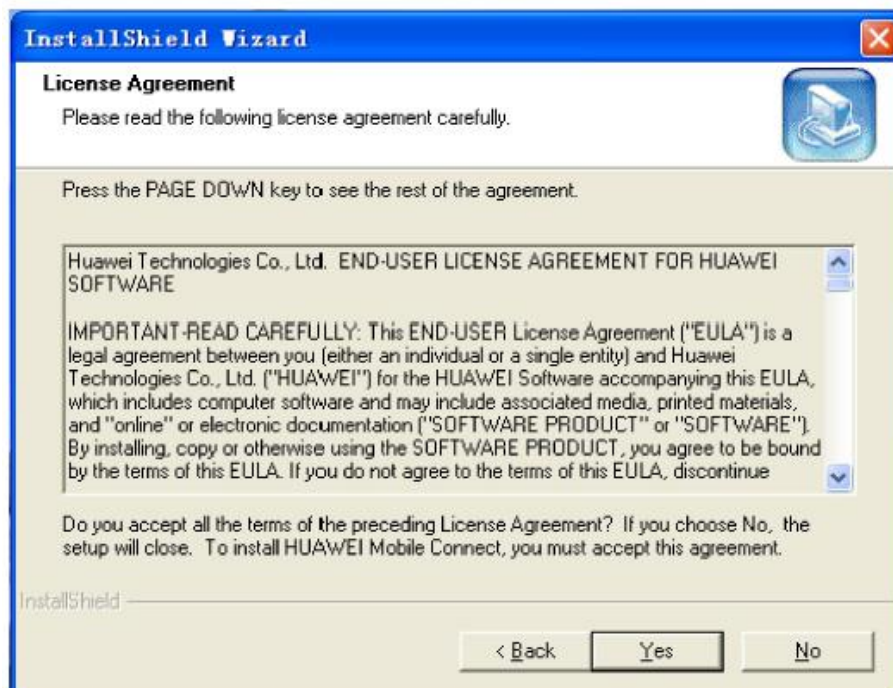 InstallShield Wizard
License Agreement
Please read the following license agreement carefully.
Press the PAGE DOWN key to see the rest of the agreement.
Huawei Technologies Co., Ltd. END-USER LICENSE AGREEMENT FOR HUAWEI
SOFTWARE
IMPORTANT-READ CAREFULLY: This END-USER License Agreement ("EULA") is a
legal agreement between you (either an individual or a single entity) and Huawei
Technologies Co., Ltd. ("HUAWEI") for the HUAWEI Software accompanying this EULA,
which includes computer software and may include associated media, printed materials,
and "online" or electronic documentation ("SOFTWARE PRODUCT" or "SOFTWARE").
By installing, copy or otherwise using the SOFTWARE PRODUCT, you agree to be bound
by the terms of this EULA. If you do not agree to the terms of this EULA, discontinue
Do you accept all the terms of the preceding License Agreement? If you choose No, the
setup will close. To install HUAWEI Mobile Connect, you must accept this agreement.
InstallShield
< Back Yes No